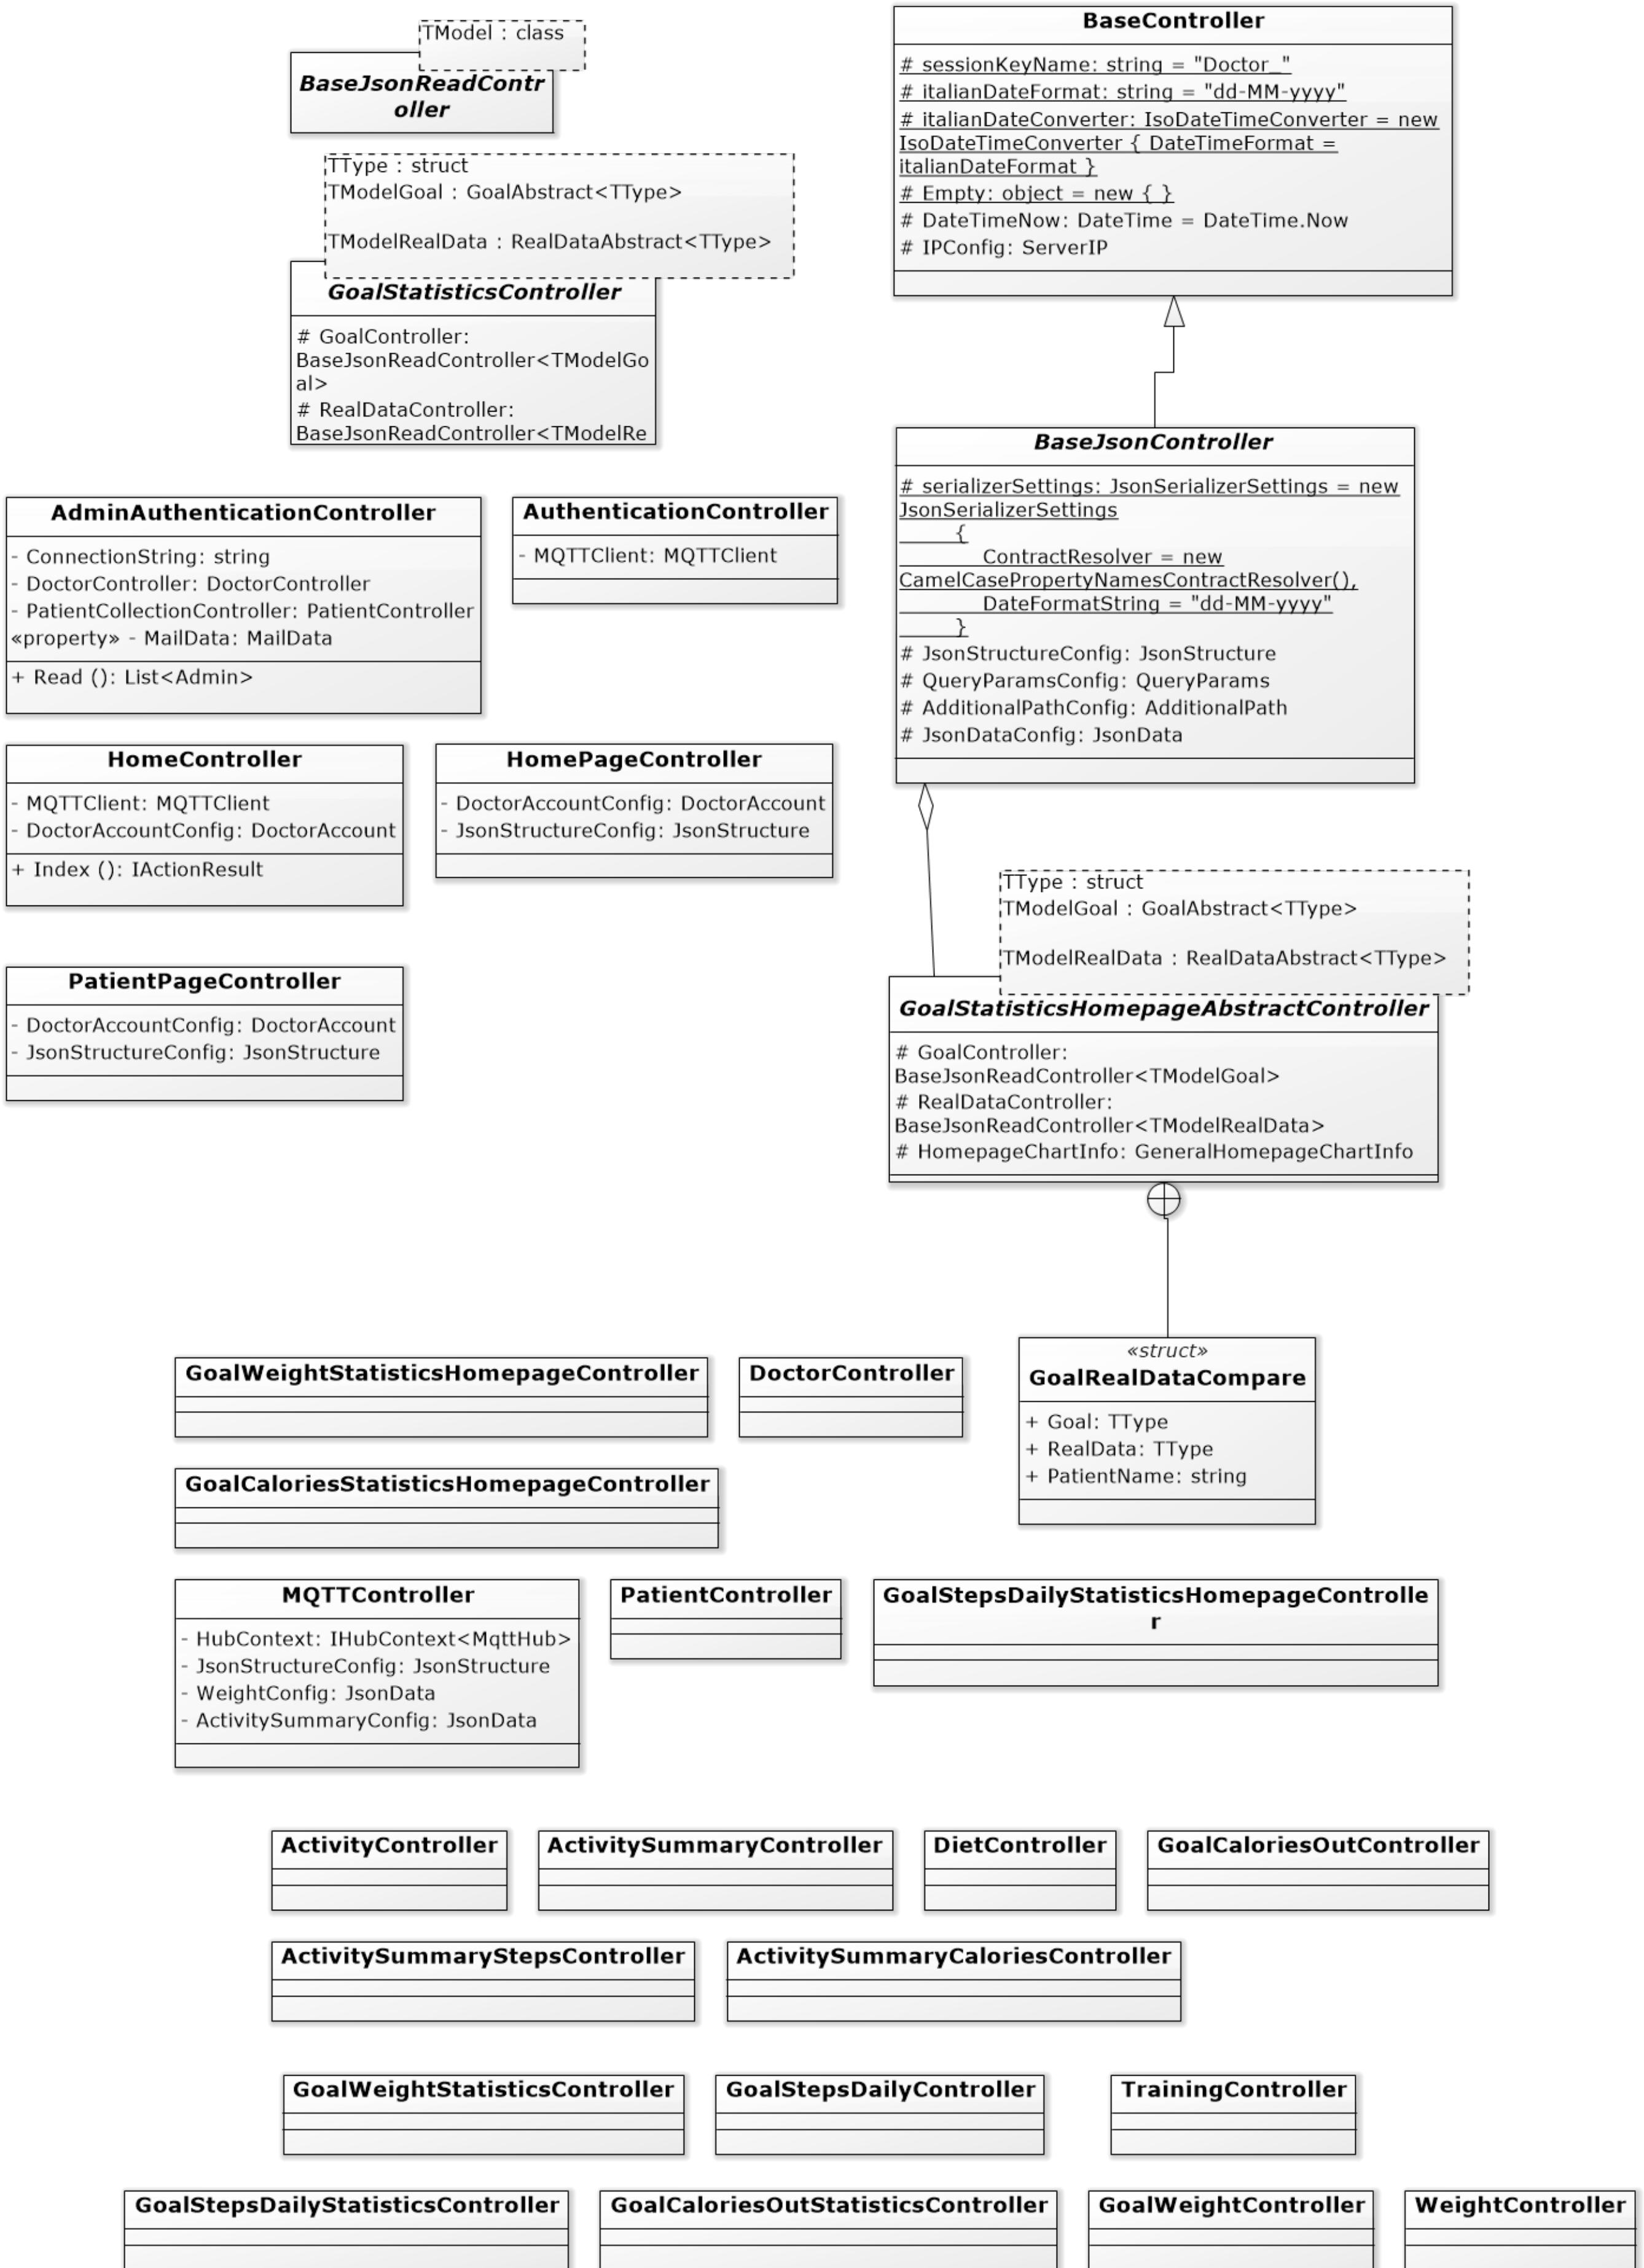 TModel : class
BaseJsonReadContr
oller
TType : struct
TModelGoal : GoalAbstract<TType>
TModelRealData : RealDataAbstract<TType>
GoalStatisticsController
# GoalController:
BaseJsonReadController<TModelGo
al>
# RealDataController:
BaseJsonReadController<TModelRe
BaseController
# sessionKeyName: string = "Doctor_"
# italianDateFormat: string = "dd-MM-yyyy"
# italianDateConverter: IsoDateTimeConverter = new
IsoDateTimeConverter { DateTimeFormat =
italianDateFormat }
# Empty: object = new { }
# DateTimeNow: DateTime = DateTime.Now
# IPConfig: ServerIP
BaseJsonController
# serializerSettings: JsonSerializerSettings = new
JsonSerializerSettings
{
ContractResolver = new
CamelCasePropertyNamesContractResolver(),
DateFormatString = "dd-MM-yyyy"
}
# JsonStructureConfig: JsonStructure
# QueryParamsConfig: QueryParams
# AdditionalPathConfig: AdditionalPath
# JsonDataConfig: JsonData
AdminAuthenticationController
- ConnectionString: string
- DoctorController: DoctorController
- PatientCollectionController: PatientController
«property» - MailData: MailData
+ Read (): List<Admin>
AuthenticationController
- MQTTClient: MQTTClient
HomeController
- MQTTClient: MQTTClient
- DoctorAccountConfig: DoctorAccount
+ Index (): IActionResult
HomePageController
- DoctorAccountConfig: DoctorAccount
- JsonStructureConfig: JsonStructure
PatientPageController
- DoctorAccountConfig: DoctorAccount
- JsonStructureConfig: JsonStructure
TType : struct
TModelGoal : GoalAbstract<TType>
TModelRealData : RealDataAbstract<TType>
GoalStatisticsHomepageAbstractController
# GoalController:
BaseJsonReadController<TModelGoal>
# RealDataController:
BaseJsonReadController<TModelRealData>
# HomepageChartInfo: GeneralHomepageChartInfo
GoalWeightStatisticsHomepageController
DoctorController
«struct»
GoalRealDataCompare
+ Goal: TType
+ RealData: TType
+ PatientName: string
GoalCaloriesStatisticsHomepageController
MQTTController
- HubContext: IHubContext<MqttHub>
- JsonStructureConfig: JsonStructure
- WeightConfig: JsonData
- ActivitySummaryConfig: JsonData
PatientController
GoalStepsDailyStatisticsHomepageControlle
r
ActivityController
ActivitySummaryController
DietController
GoalCaloriesOutController
ActivitySummaryStepsController
ActivitySummaryCaloriesController
GoalWeightStatisticsController
GoalStepsDailyController
TrainingController
GoalStepsDailyStatisticsController
GoalCaloriesOutStatisticsController
GoalWeightController
WeightController